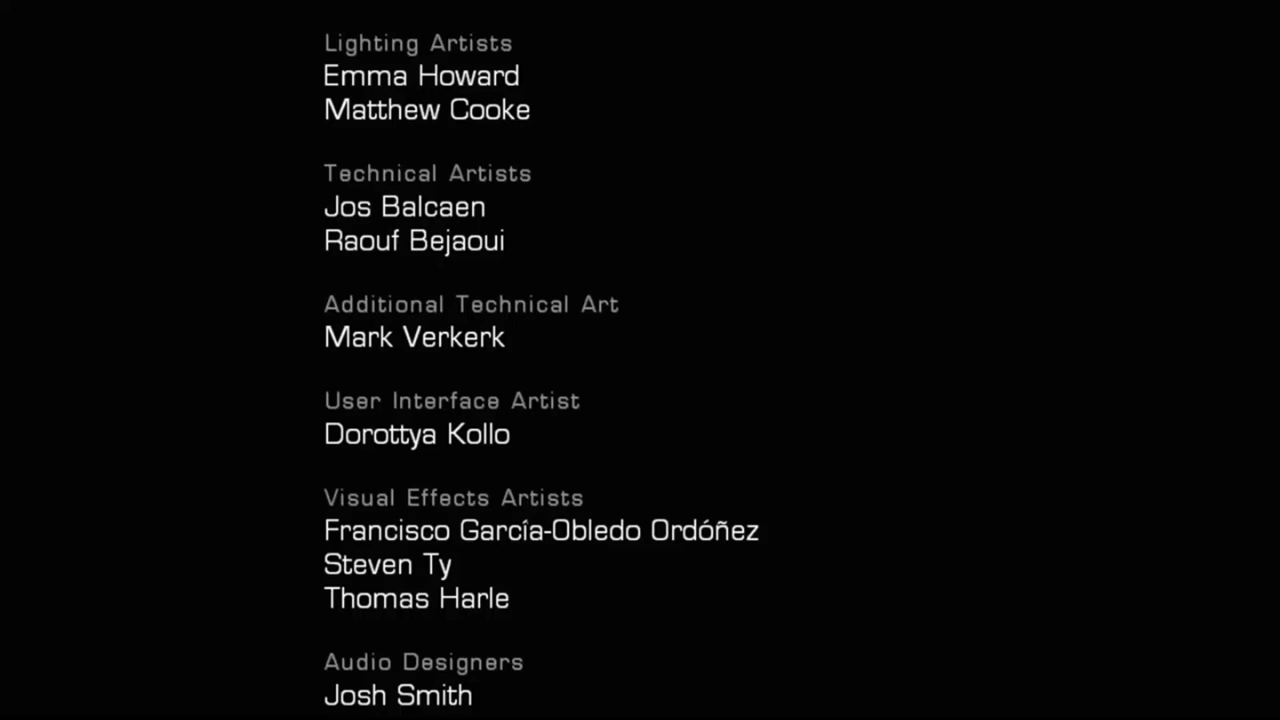 Lighting Artists
Emma Howard
Matthew Cooke
Technical Artists
Jos Balcaen
Raouf Bejaoui
Additional Technical Art
Mark Verkerk
User Interface Artist
Dorottya Kollo
Visual Effects Artists
Francisco García-Obledo Ordóñez
Steven Ty
Thomas Harle
Audio Designers
Josh Smith